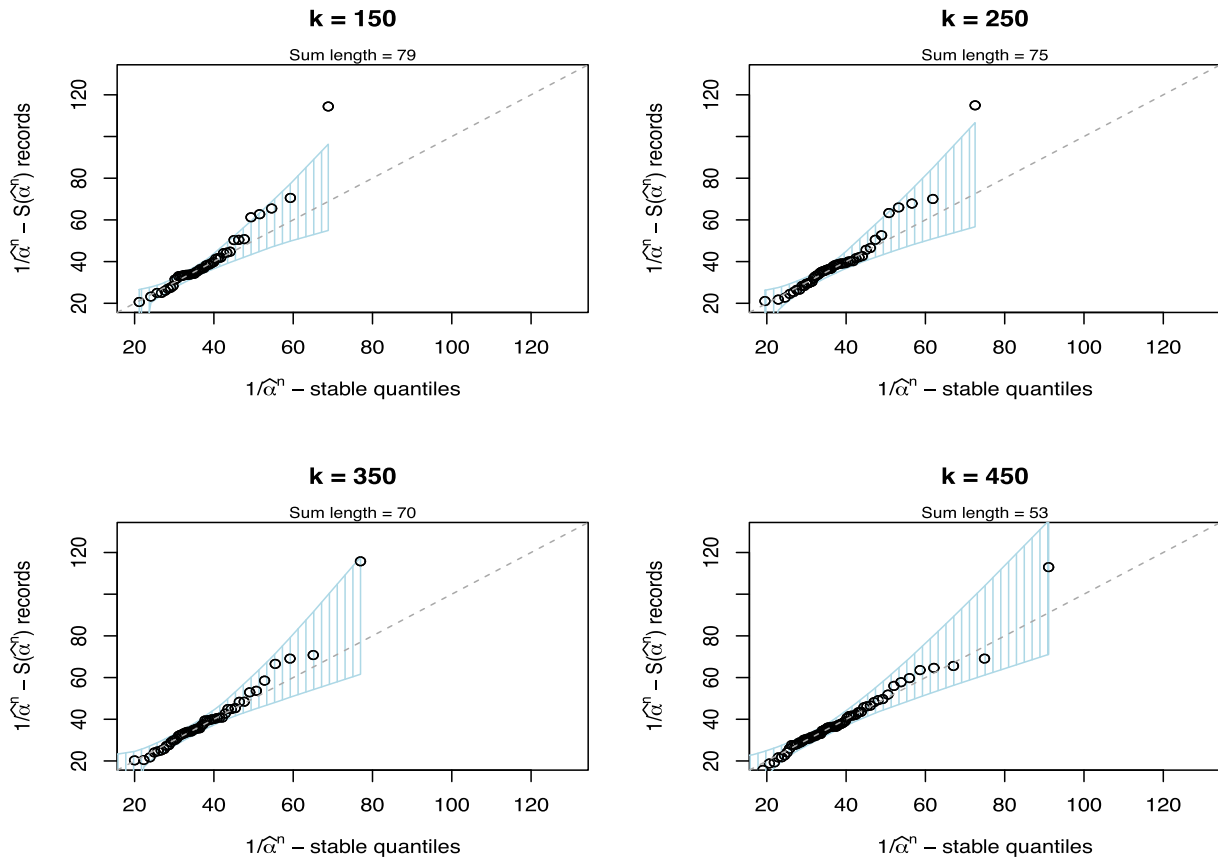 k = 150
Sum length = 79
1/α̂ⁿ – S(α̂ⁿ) records
20 40 60 80 120
20 40 60 80 100 120
1/α̂ⁿ – stable quantiles
k = 250
Sum length = 75
1/α̂ⁿ – S(α̂ⁿ) records
20 40 60 80 120
20 40 60 80 100 120
1/α̂ⁿ – stable quantiles
k = 350
Sum length = 70
1/α̂ⁿ – S(α̂ⁿ) records
20 40 60 80 120
20 40 60 80 100 120
1/α̂ⁿ – stable quantiles
k = 450
Sum length = 53
1/α̂ⁿ – S(α̂ⁿ) records
20 40 60 80 120
20 40 60 80 100 120
1/α̂ⁿ – stable quantiles